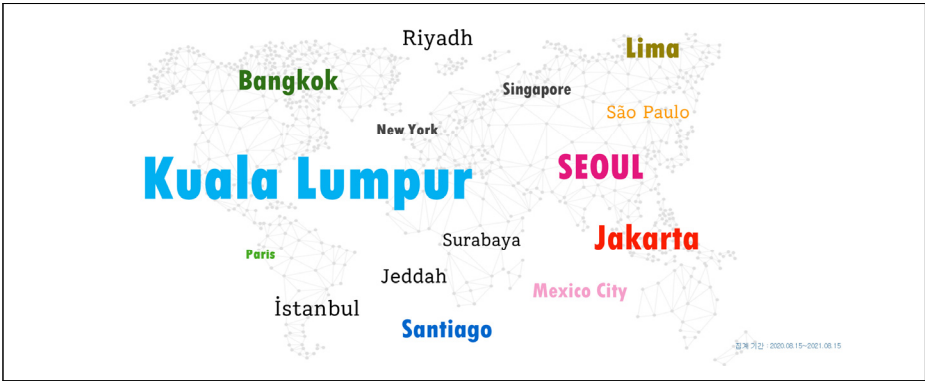 Riyadh
Lima
Bangkok
Singapore
São Paulo
New York
Kuala Lumpur
SEOUL
Surabaya
Jakarta
Paris
Jeddah
Mexico City
İstanbul
Santiago
집계 기간 : 2020.08.15~2021.08.15